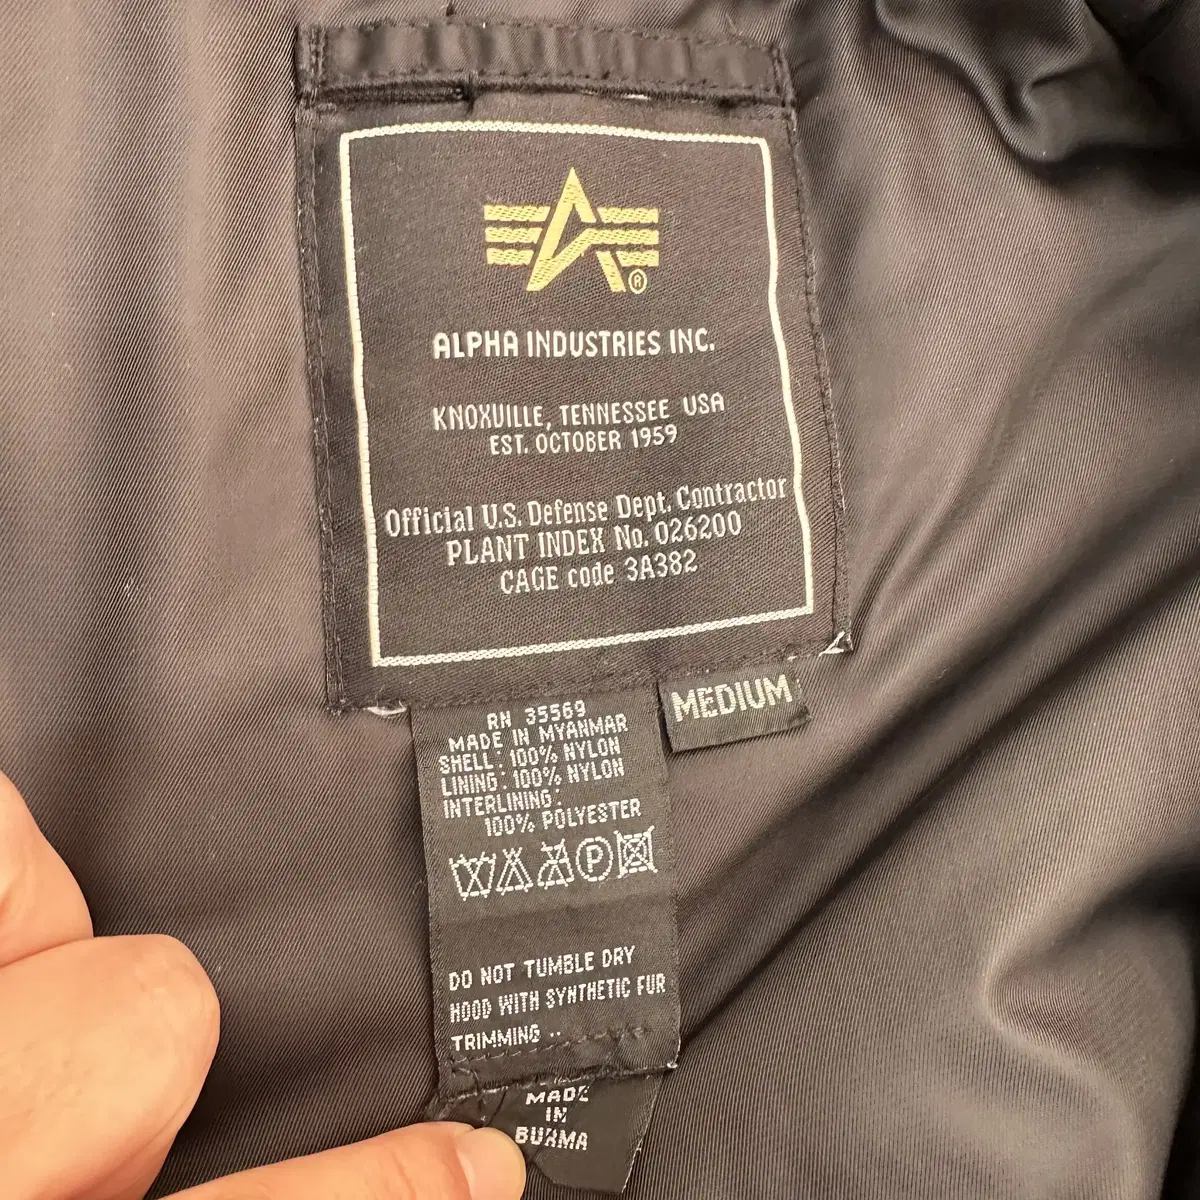 ALPHA INDUSTRIES INC.
KNOXVILLE, TENNESSEE USA
EST. OCTOBER 1959
Official U.S. Defense Dept. Contractor
PLANT INDEX No. 026200
CAGE code 3A382
MEDIUM
RN 35569
MADE IN MYANMAR
SHELL: 100% NYLON
LINING: 100% NYLON
INTERLINING:
100% POLYESTER
P
DO NOT TUMBLE DRY
HOOD WITH SYNTHETIC FUR
TRIMMING ..
MADE
IN
BURMA